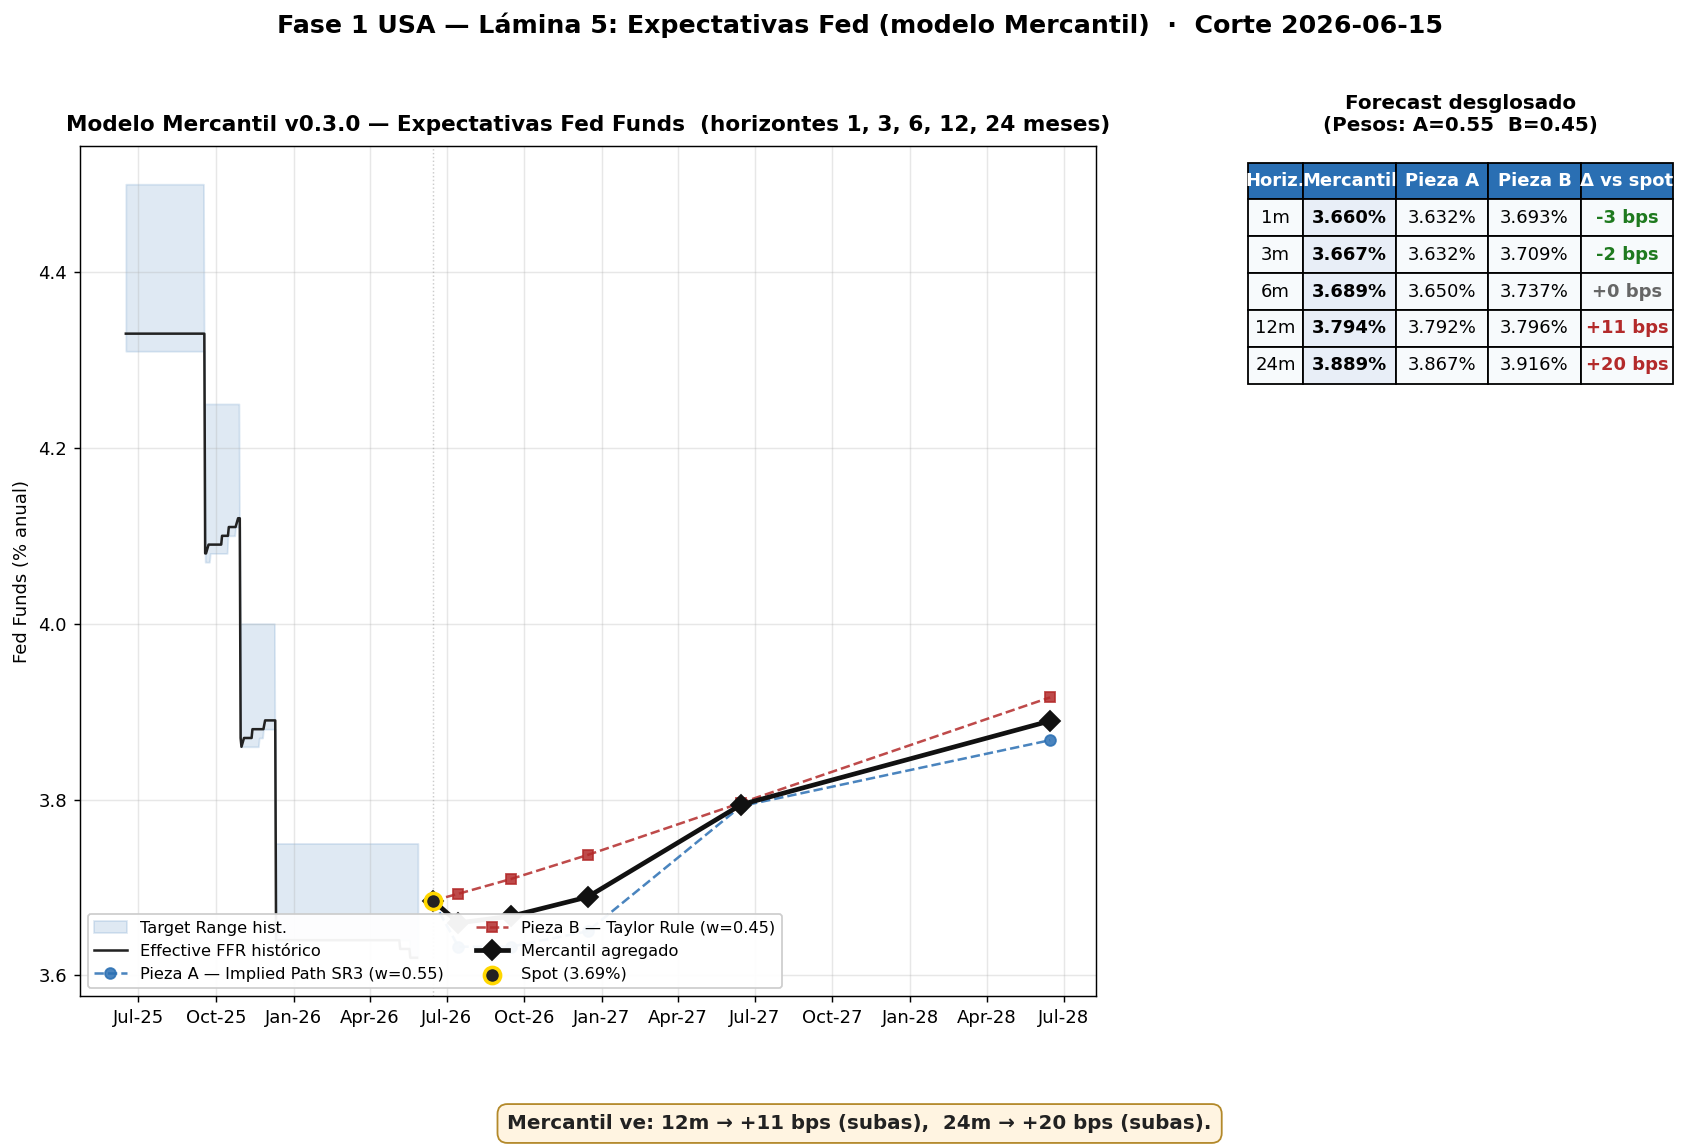 Fase 1 USA — Lámina 5: Expectativas Fed (modelo Mercantil)  ·  Corte 2026-06-15
Modelo Mercantil v0.3.0 — Expectativas Fed Funds  (horizontes 1, 3, 6, 12, 24 meses)
Fed Funds (% anual)
4.4
4.2
4.0
3.8
3.6
Target Range hist.
Effective FFR histórico
Pieza A — Implied Path SR3 (w=0.55)
Pieza B — Taylor Rule (w=0.45)
Mercantil agregado
Spot (3.69%)
Jul-25 Oct-25 Jan-26 Apr-26 Jul-26 Oct-26 Jan-27 Apr-27 Jul-27 Oct-27 Jan-28 Apr-28 Jul-28
Forecast desglosado
(Pesos: A=0.55  B=0.45)
Horiz. Mercantil Pieza A Pieza B Δ vs spot
1m 3.660% 3.632% 3.693% -3 bps
3m 3.667% 3.632% 3.709% -2 bps
6m 3.689% 3.650% 3.737% +0 bps
12m 3.794% 3.792% 3.796% +11 bps
24m 3.889% 3.867% 3.916% +20 bps
Mercantil ve: 12m → +11 bps (subas),  24m → +20 bps (subas).